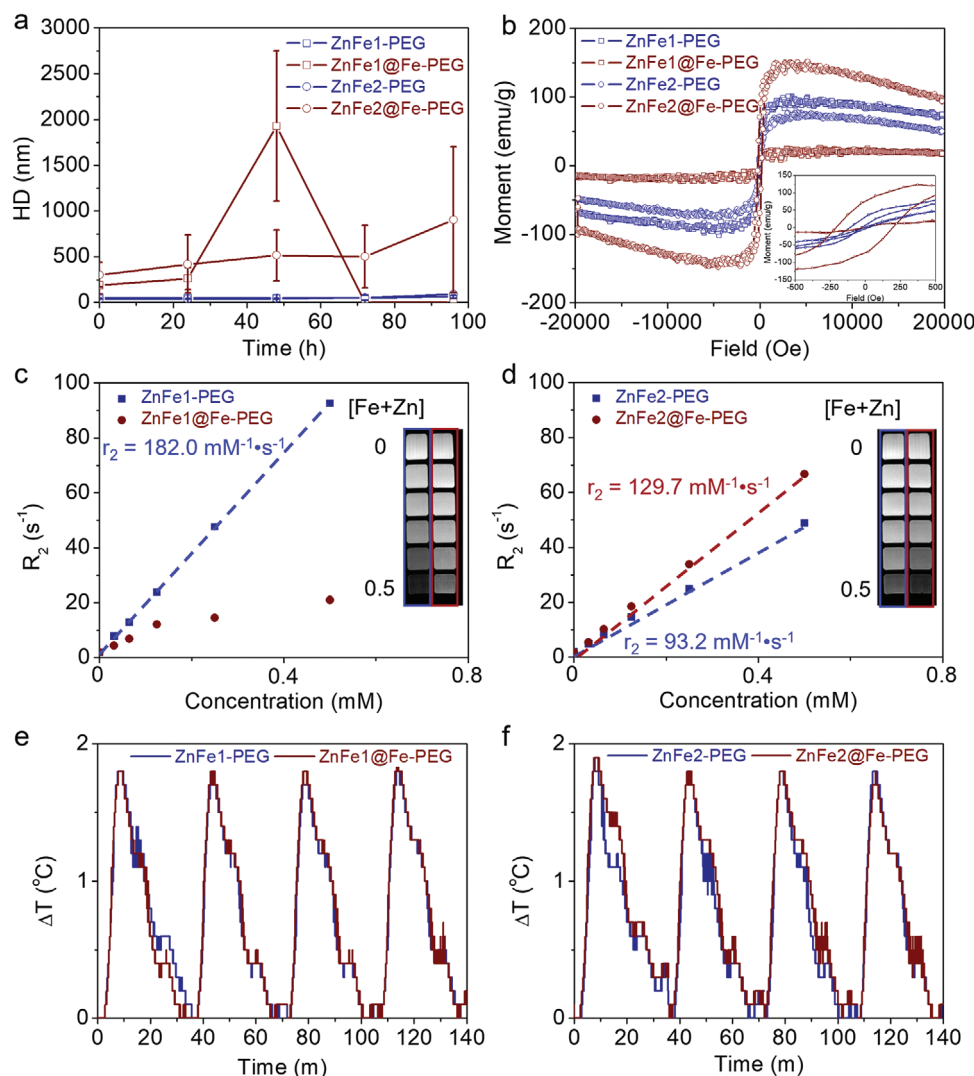 a
3000
2500
2000
1500
1000
500
0
HD (nm)
0 20 40 60 80 100
Time (h)
ZnFe1-PEG
ZnFe1@Fe-PEG
ZnFe2-PEG
ZnFe2@Fe-PEG
b
200
100
0
-100
-200
Moment (emu/g)
-20000 -10000 0 10000 20000
Field (Oe)
ZnFe1-PEG
ZnFe1@Fe-PEG
ZnFe2-PEG
ZnFe2@Fe-PEG
150
100
50
0
-50
-100
-150
Moment (emu/g)
-500 -250 0 250 500
Field (Oe)
c
100
80
60
40
20
0
R₂ (s⁻¹)
0 0.4 0.8
Concentration (mM)
ZnFe1-PEG
ZnFe1@Fe-PEG
r₂ = 182.0 mM⁻¹•s⁻¹
[Fe+Zn]
0
0.5
d
100
80
60
40
20
0
R₂ (s⁻¹)
0 0.4 0.8
Concentration (mM)
ZnFe2-PEG
ZnFe2@Fe-PEG
r₂ = 129.7 mM⁻¹•s⁻¹
r₂ = 93.2 mM⁻¹•s⁻¹
[Fe+Zn]
0
0.5
e
2
1
0
ΔT (°C)
0 20 40 60 80 100 120 140
Time (m)
ZnFe1-PEG
ZnFe1@Fe-PEG
f
2
1
0
ΔT (°C)
0 20 40 60 80 100 120 140
Time (m)
ZnFe2-PEG
ZnFe2@Fe-PEG